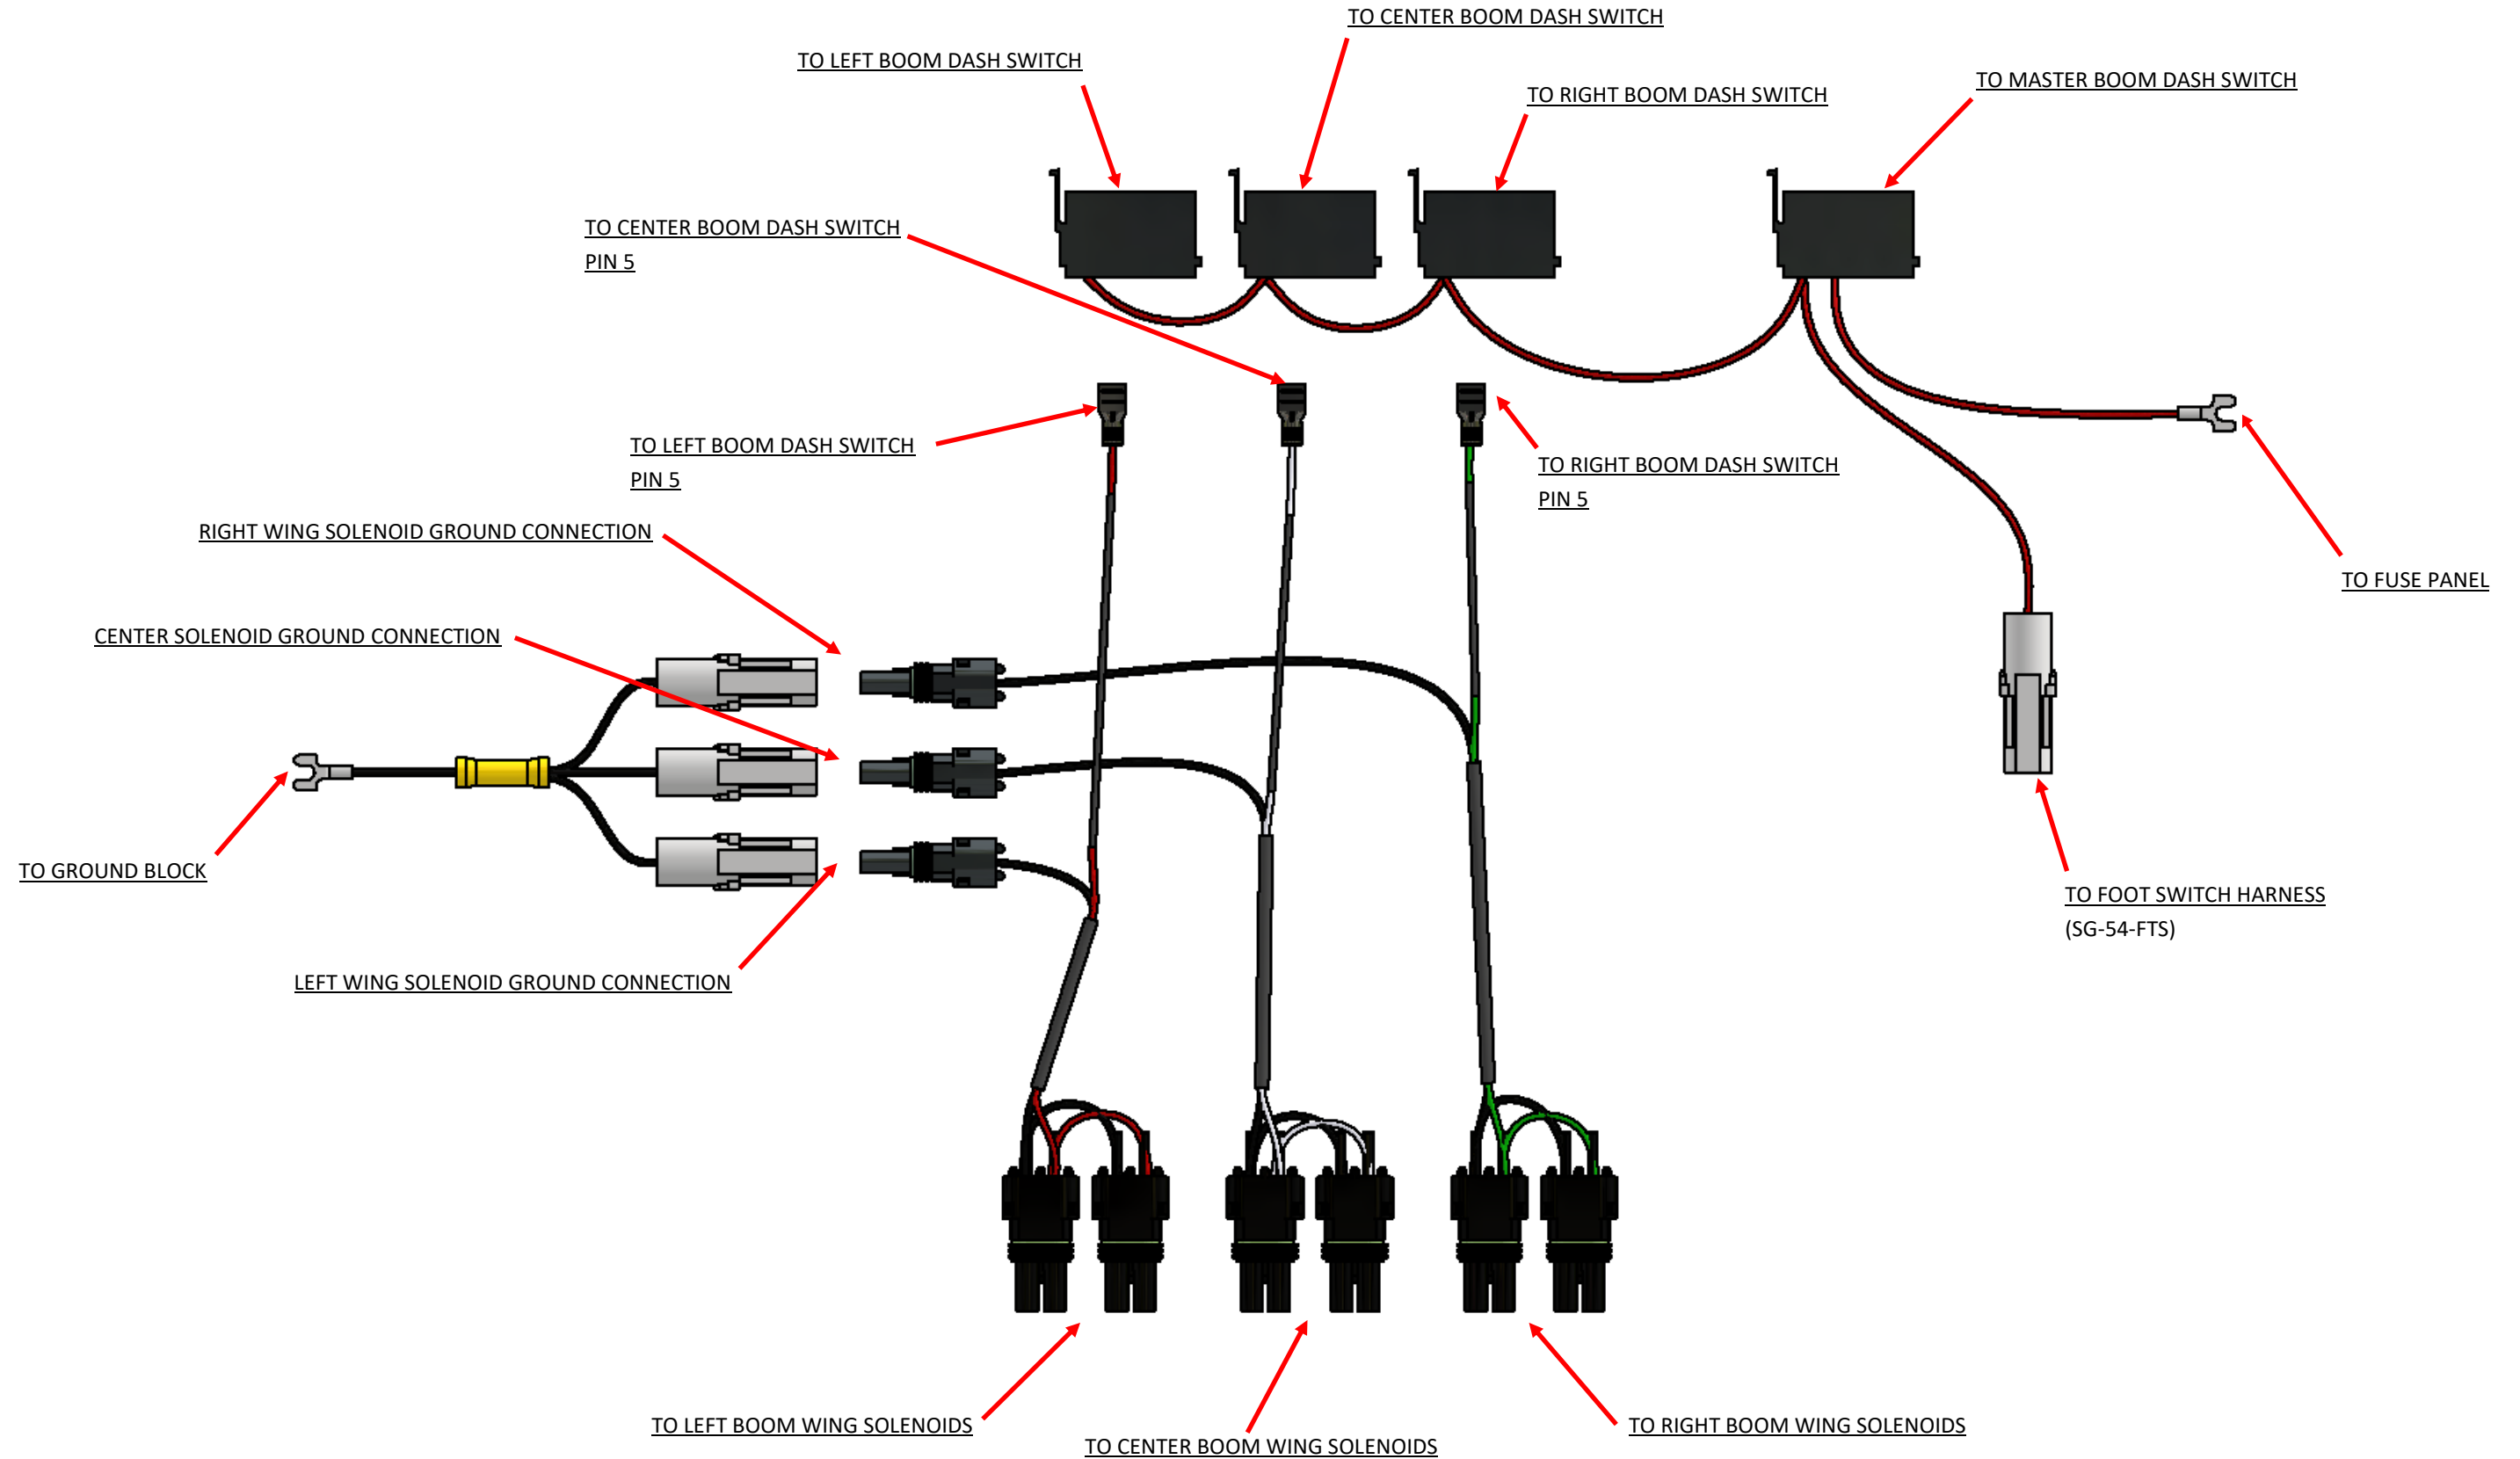 TO CENTER BOOM DASH SWITCH
TO LEFT BOOM DASH SWITCH
TO MASTER BOOM DASH SWITCH
TO RIGHT BOOM DASH SWITCH
TO CENTER BOOM DASH SWITCH
PIN 5
TO LEFT BOOM DASH SWITCH
PIN 5
TO RIGHT BOOM DASH SWITCH
PIN 5
RIGHT WING SOLENOID GROUND CONNECTION
TO FUSE PANEL
CENTER SOLENOID GROUND CONNECTION
TO GROUND BLOCK
TO FOOT SWITCH HARNESS
(SG-54-FTS)
LEFT WING SOLENOID GROUND CONNECTION
TO LEFT BOOM WING SOLENOIDS
TO CENTER BOOM WING SOLENOIDS
TO RIGHT BOOM WING SOLENOIDS